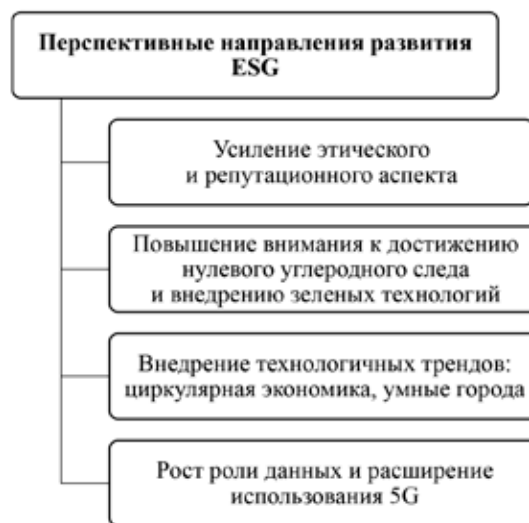 Перспективные направления развития
ESG
Усиление этического
и репутационного аспекта
Повышение внимания к достижению
нулевого углеродного следа
и внедрению зеленых технологий
Внедрение технологичных трендов:
циркулярная экономика, умные города
Рост роли данных и расширение
использования 5G